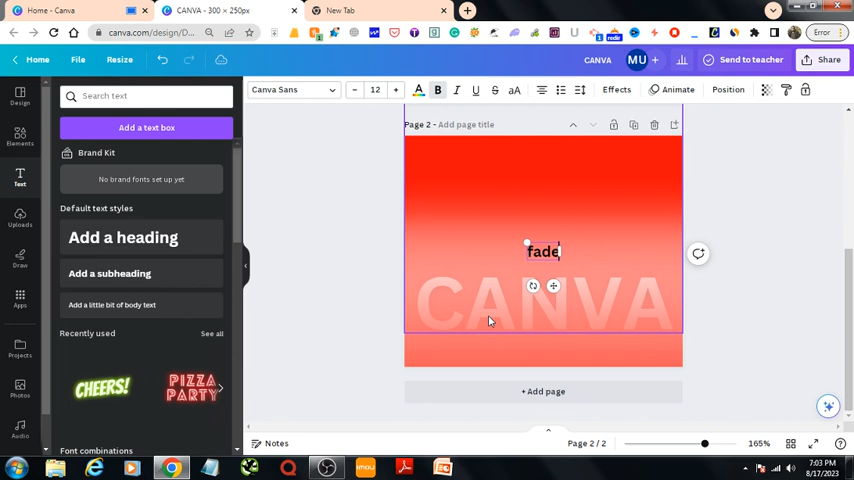 Home - Canva
CANVA - 300 × 250px
New Tab
canva.com/design/D...
Error
Home
File
Resize
CANVA
MU
Send to teacher
Share
Design
Elements
Text
Uploads
Draw
Apps
Projects
Photos
Audio
Search text
Add a text box
Brand Kit
No brand fonts set up yet
Default text styles
Add a heading
Add a subheading
Add a little bit of body text
Recently used
See all
CHEERS!
PIZZA
PARTY
Font combinations
Canva Sans
12
A
B
I
U
S
aA
Effects
Animate
Position
Page 2 - Add page title
fade
CANVA
+ Add page
Notes
Page 2 / 2
165%
7:03 PM
8/17/2023